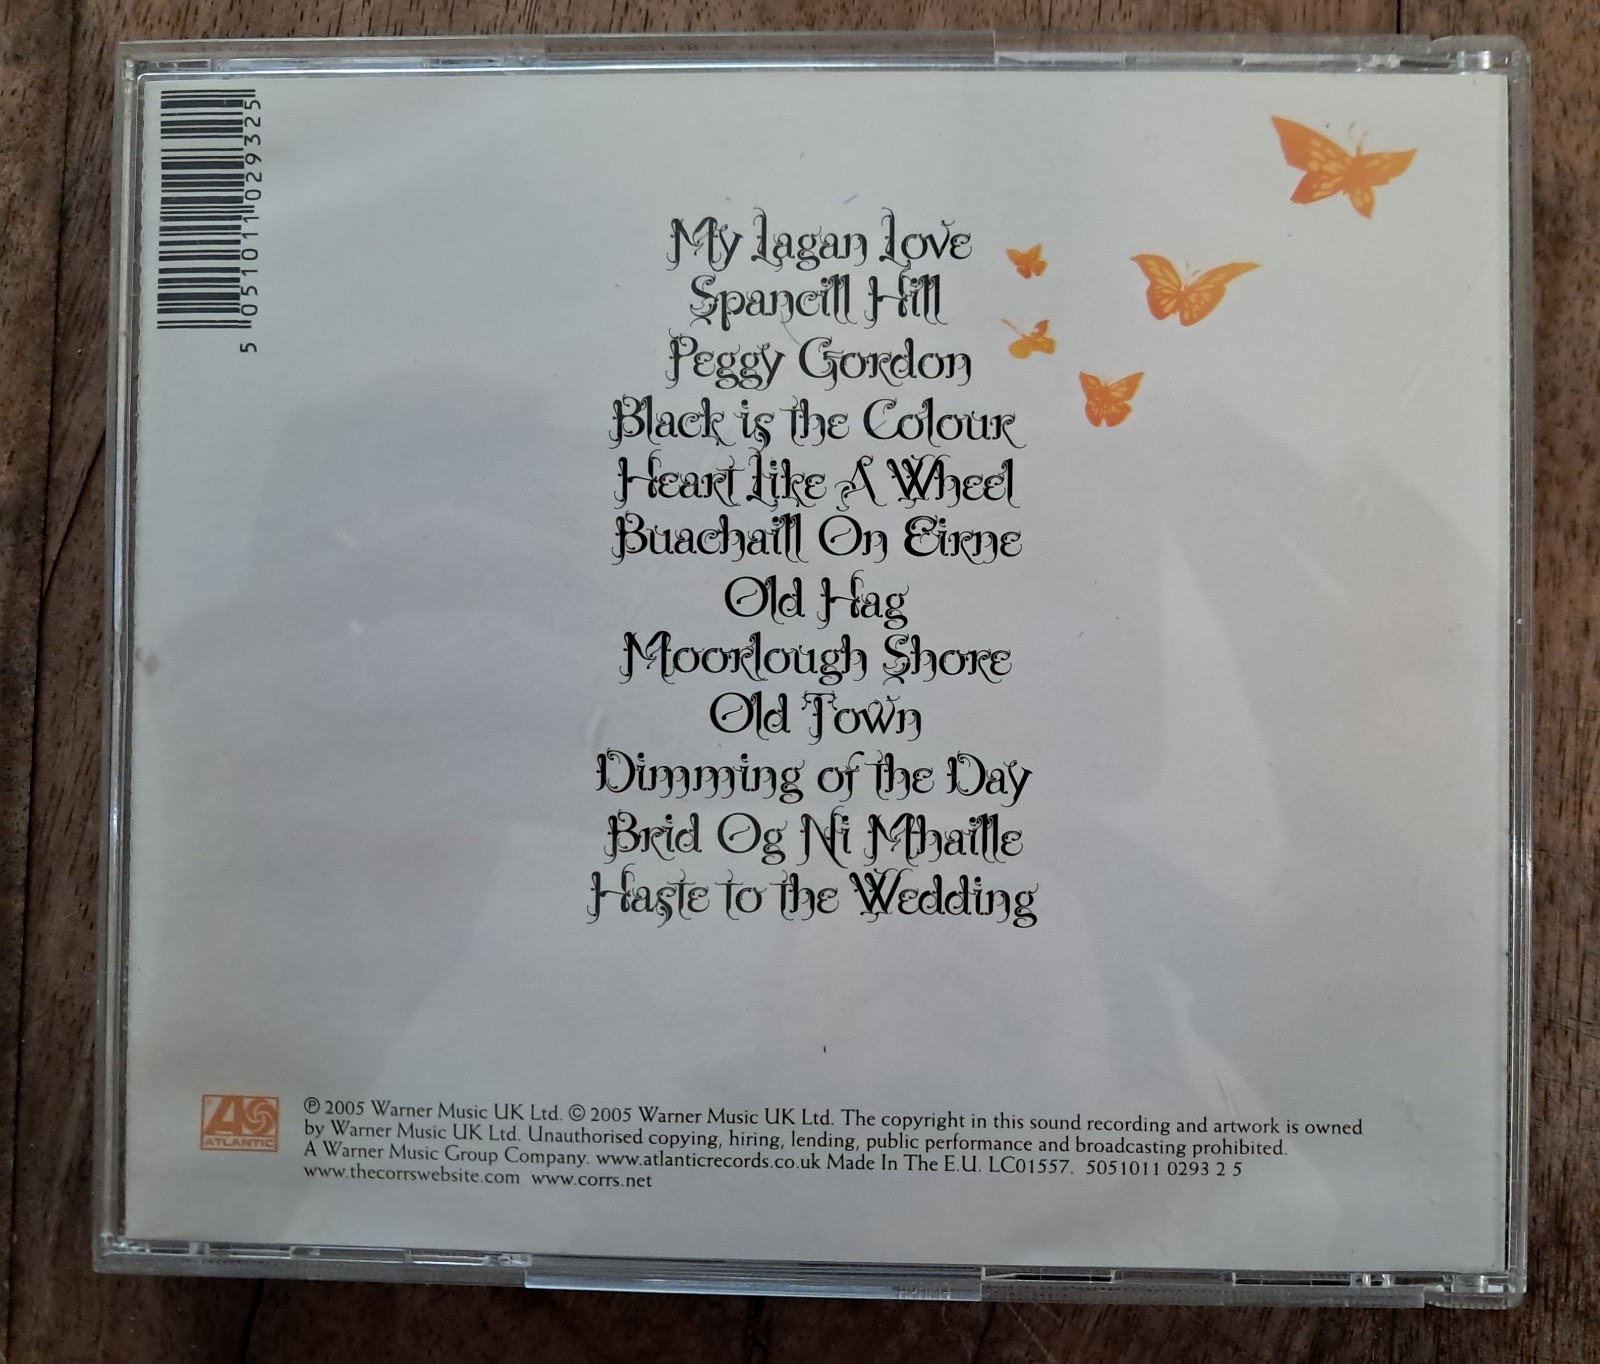 5 051011 029325
My Lagan Love
Spancill Hill
Peggy Gordon
Black is the Colour
Heart Like A Wheel
Buachaill On Eirne
Old Hag
Moorlough Shore
Old Town
Dimming of the Day
Brid Og Ni Mhaille
Haste to the Wedding
ATLANTIC
℗ 2005 Warner Music UK Ltd. © 2005 Warner Music UK Ltd. The copyright in this sound recording and artwork is owned
by Warner Music UK Ltd. Unauthorised copying, hiring, lending, public performance and broadcasting prohibited.
A Warner Music Group Company. www.atlanticrecords.co.uk Made In The E.U. LC01557. 5051011 0293 2 5
www.thecorrswebsite.com www.corrs.net